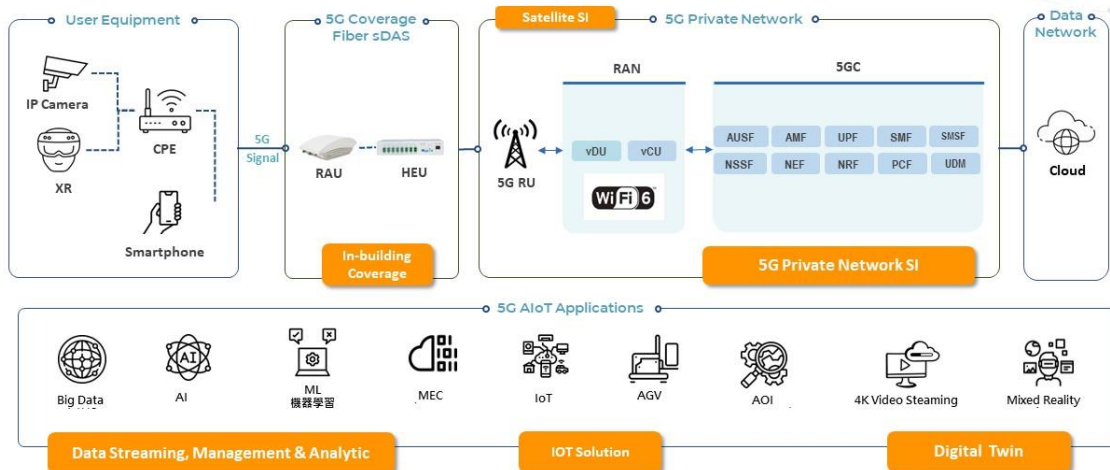 User Equipment
5G Coverage
Fiber sDAS
Satellite SI
5G Private Network
Data
Network
IP Camera
XR
CPE
Smartphone
5G
Signal
RAU
HEU
In-building
Coverage
5G RU
RAN
vDU
vCU
WiFi 6
5GC
AUSF
AMF
UPF
SMF
SMSF
NSSF
NEF
NRF
PCF
UDM
5G Private Network SI
Cloud
5G AIoT Applications
Big Data
AI
AI
ML
機器學習
MEC
IoT
AGV
AOI
4K Video Steaming
Mixed Reality
Data Streaming, Management & Analytic
IOT Solution
Digital Twin